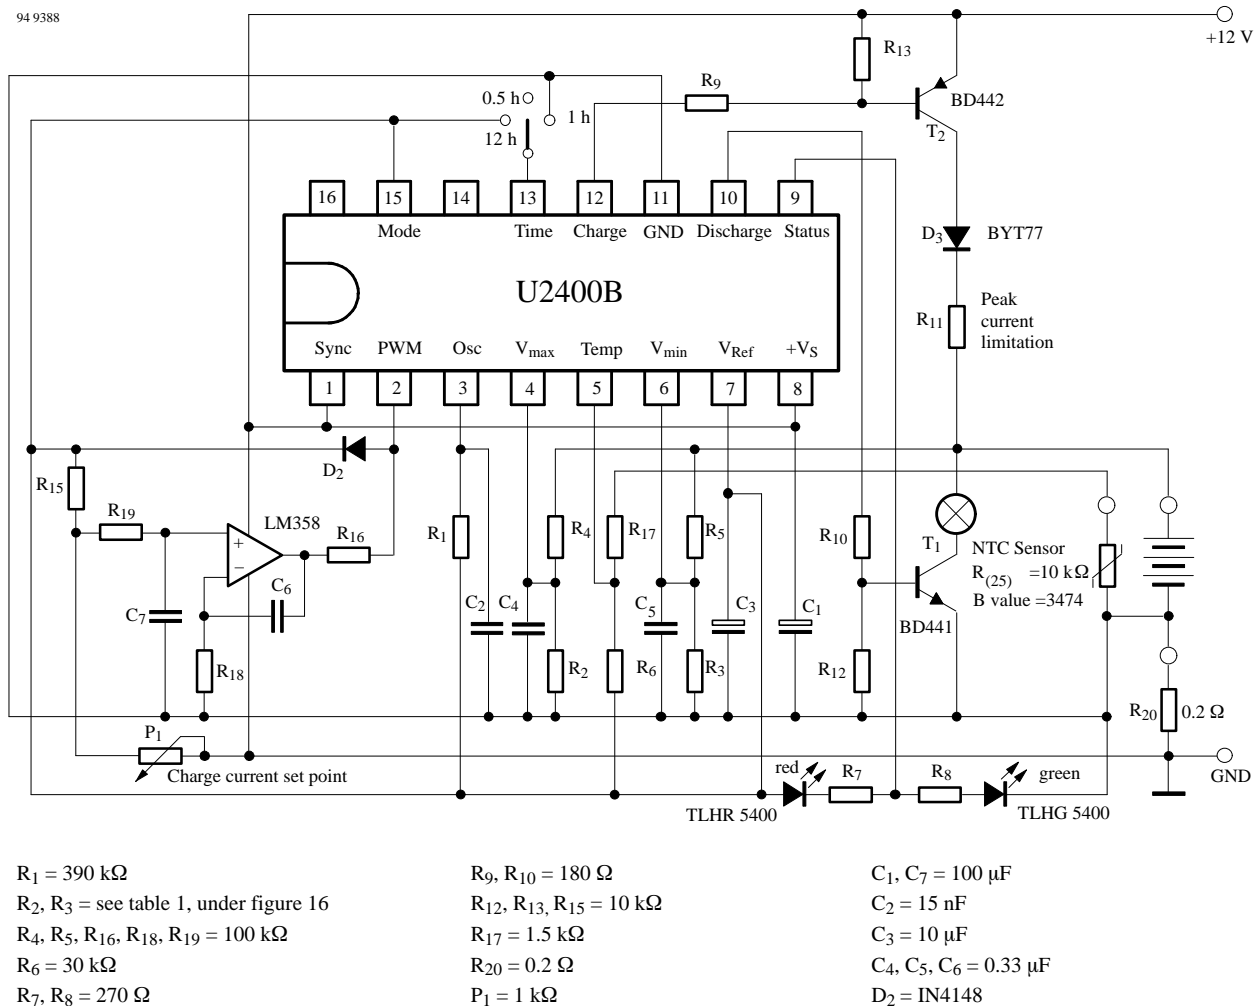 94 9388
+12 V
R13
R9
BD442
T2
0.5 h
1 h
12 h
16 15 14 13 12 11 10 9
Mode Time Charge GND Discharge Status
D3 BYT77
U2400B
R11
Peak
current
limitation
Sync PWM Osc Vmax Temp Vmin VRef +VS
1 2 3 4 5 6 7 8
D2
R15
R19
LM358
R16
R1
R4
R17
R5
R10
T1
NTC Sensor
R(25) =10 kΩ
B value =3474
C6
C7
C2
C4
C5
C3
C1
BD441
R18
R2
R6
R3
R12
R20
0.2 Ω
P1
Charge current set point
GND
red
R7
R8
green
TLHR 5400
TLHG 5400
R1 = 390 kΩ
R2, R3 = see table 1, under figure 16
R4, R5, R16, R18, R19 = 100 kΩ
R6 = 30 kΩ
R7, R8 = 270 Ω
R9, R10 = 180 Ω
R12, R13, R15 = 10 kΩ
R17 = 1.5 kΩ
R20 = 0.2 Ω
P1 = 1 kΩ
C1, C7 = 100 µF
C2 = 15 nF
C3 = 10 µF
C4, C5, C6 = 0.33 µF
D2 = IN4148